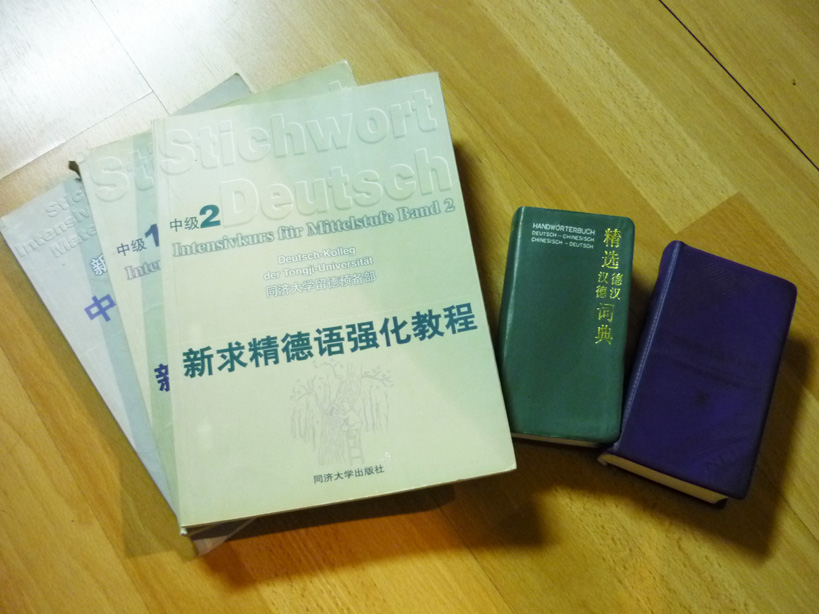 Stichwort
Deutsch
中级2
Intensivkurs für Mittelstufe Band 2
Deutsch-Kolleg
der Tongji-Universität
同济大学留德预备部
新求精德语强化教程
同济大学出版社
中级1
新
中
HANDWÖRTERBUCH
DEUTSCH – CHINESISCH
CHINESISCH – DEUTSCH
精选
德汉
汉德
词典